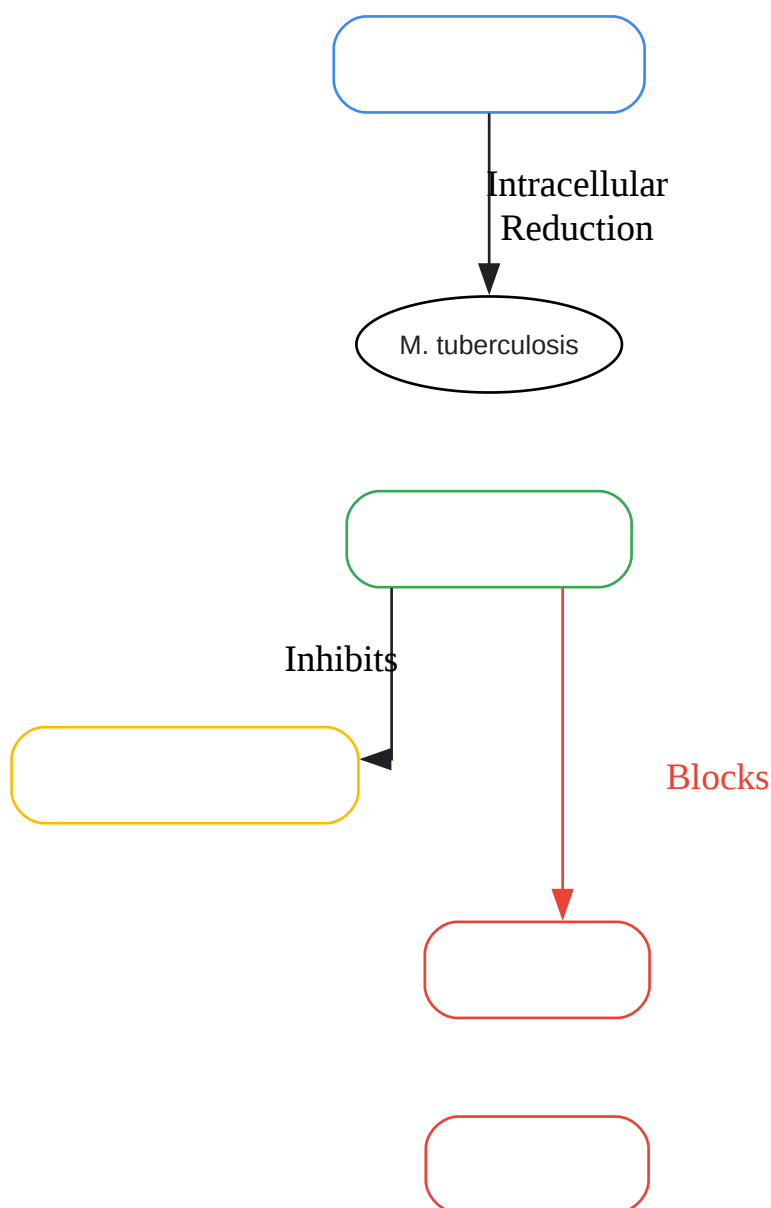 Intracellular
Reduction
M. tuberculosis
Inhibits
Blocks